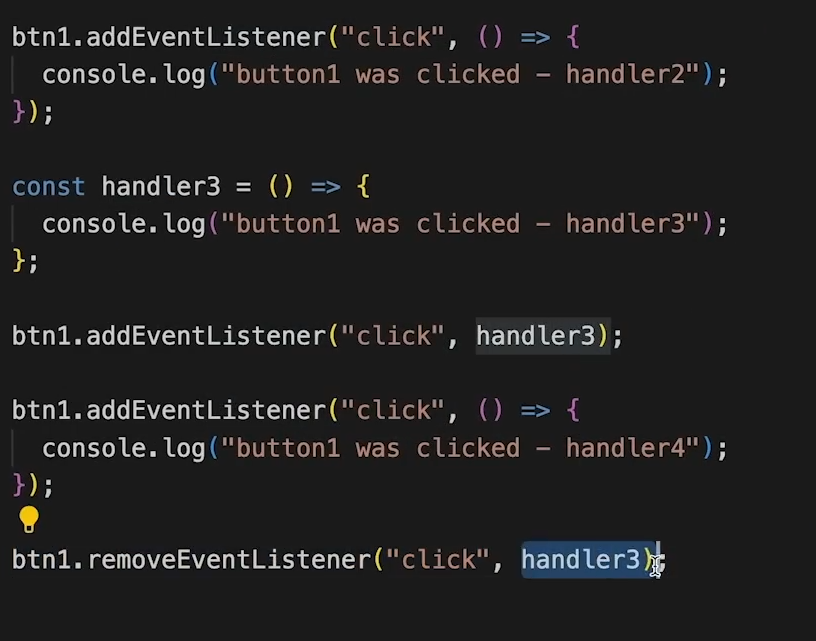 btn1.addEventListener("click", () => {
  console.log("button1 was clicked – handler2");
});
const handler3 = () => {
  console.log("button1 was clicked – handler3");
};
btn1.addEventListener("click", handler3);
btn1.addEventListener("click", () => {
  console.log("button1 was clicked – handler4");
});
btn1.removeEventListener("click", handler3);